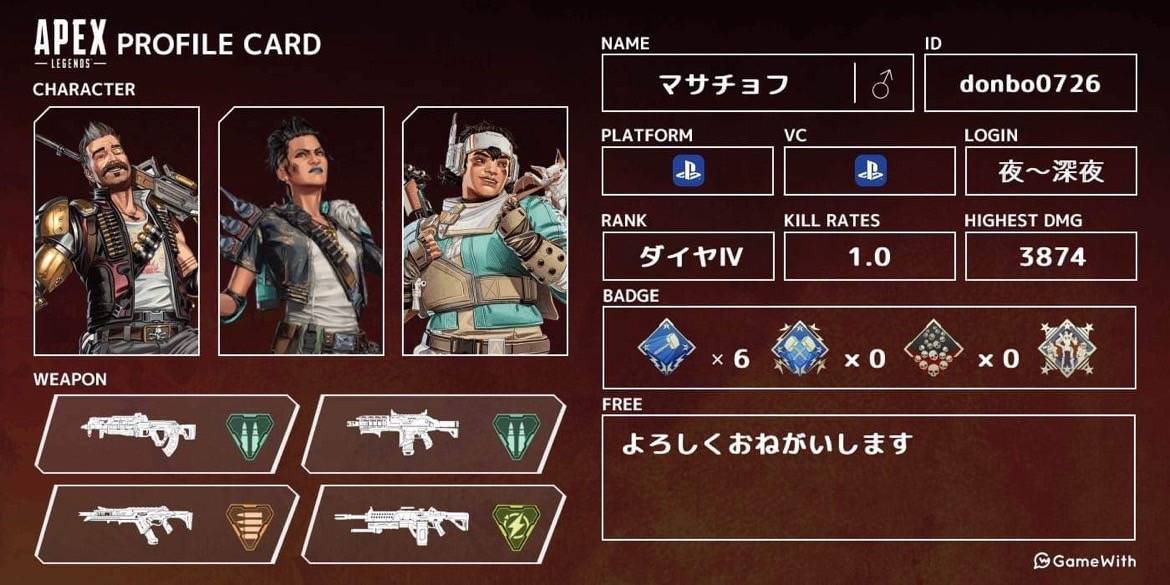 APEX
LEGENDS
PROFILE CARD
CHARACTER
WEAPON
NAME
マサチョフ
♂
ID
donbo0726
PLATFORM
VC
LOGIN
夜～深夜
RANK
ダイヤⅣ
KILL RATES
1.0
HIGHEST DMG
3874
BADGE
× 6
x 0
x 0
FREE
よろしくおねがいします
GameWith